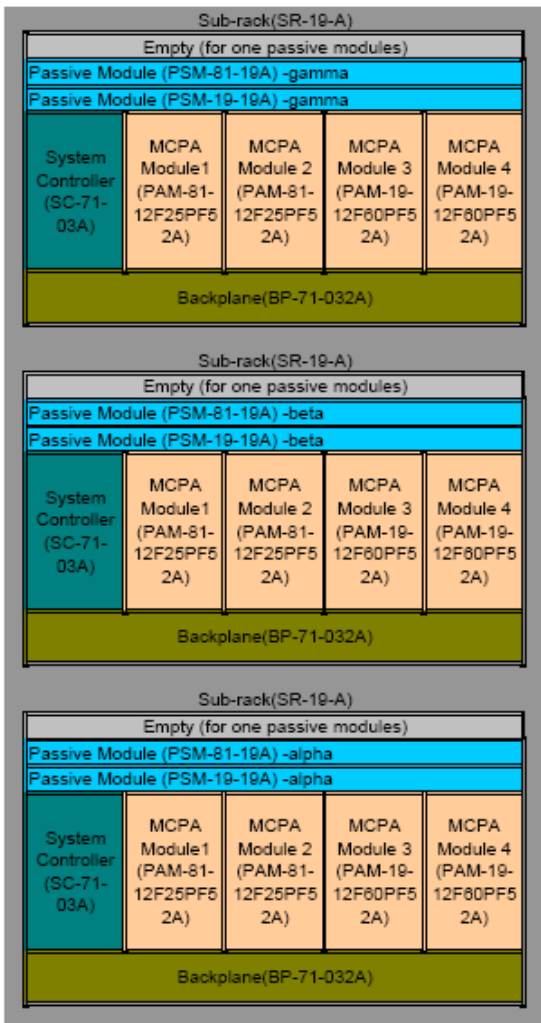 Sub-rack(SR-19-A)
Empty (for one passive modules)
Passive Module (PSM-81-19A) -gamma
Passive Module (PSM-19-19A) -gamma
System
Controller
(SC-71-
03A)
MCPA
Module1
(PAM-81-
12F25PF5
2A)
MCPA
Module 2
(PAM-81-
12F25PF5
2A)
MCPA
Module 3
(PAM-19-
12F60PF5
2A)
MCPA
Module 4
(PAM-19-
12F60PF5
2A)
Backplane(BP-71-032A)
Sub-rack(SR-19-A)
Empty (for one passive modules)
Passive Module (PSM-81-19A) -beta
Passive Module (PSM-19-19A) -beta
System
Controller
(SC-71-
03A)
MCPA
Module1
(PAM-81-
12F25PF5
2A)
MCPA
Module 2
(PAM-81-
12F25PF5
2A)
MCPA
Module 3
(PAM-19-
12F60PF5
2A)
MCPA
Module 4
(PAM-19-
12F60PF5
2A)
Backplane(BP-71-032A)
Sub-rack(SR-19-A)
Empty (for one passive modules)
Passive Module (PSM-81-19A) -alpha
Passive Module (PSM-19-19A) -alpha
System
Controller
(SC-71-
03A)
MCPA
Module1
(PAM-81-
12F25PF5
2A)
MCPA
Module 2
(PAM-81-
12F25PF5
2A)
MCPA
Module 3
(PAM-19-
12F60PF5
2A)
MCPA
Module 4
(PAM-19-
12F60PF5
2A)
Backplane(BP-71-032A)